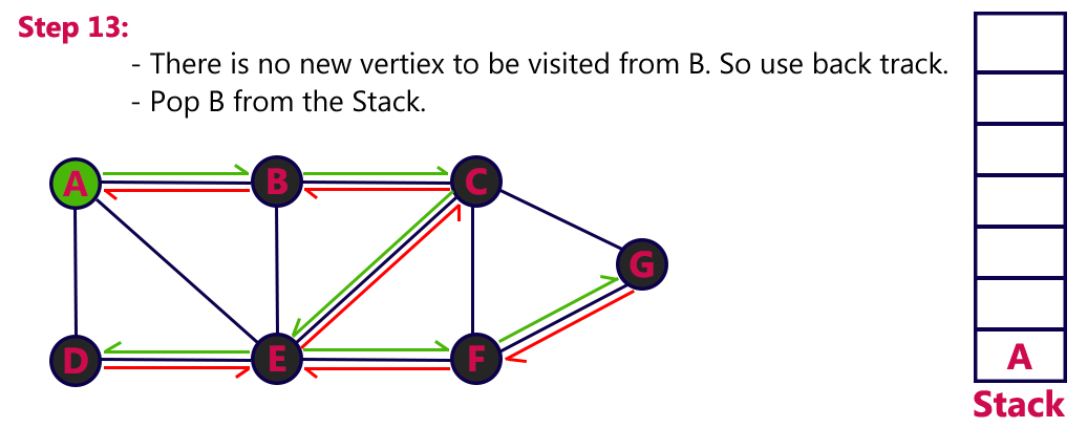 Step 13:
- There is no new vertiex to be visited from B. So use back track.
- Pop B from the Stack.
A B C
G
D E F
A
Stack